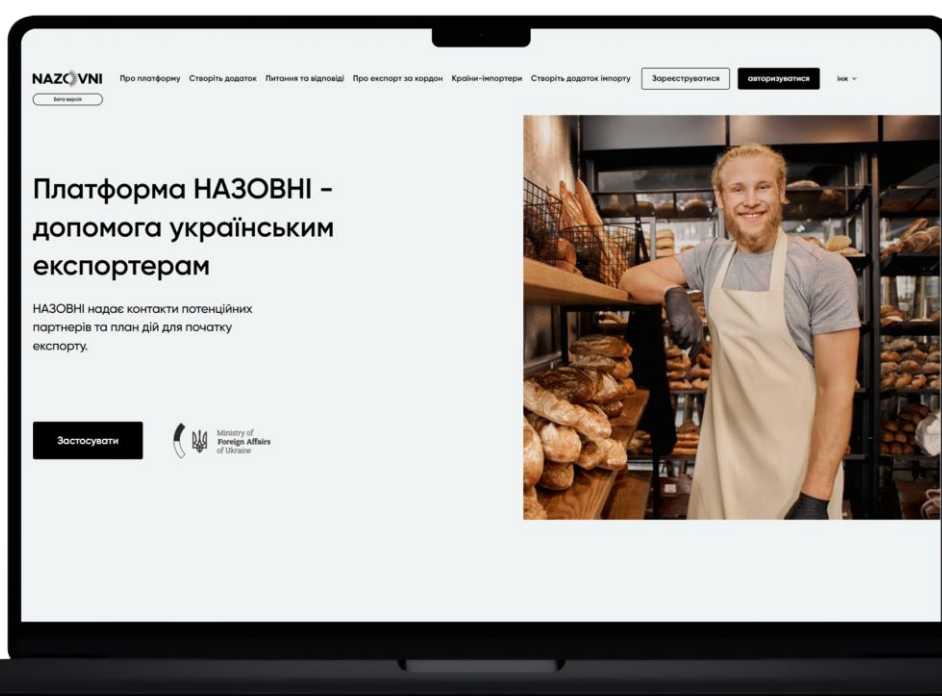 NAZOVNI
Бета версія
Про платформу Створіть додаток Питання та відповіді Про експорт за кордон Країни-імпортери Створіть додаток імпорту Зареєструватися авторизуватися інж
Платформа НАЗОВНІ -
допомога українським
експортерам
НАЗОВНІ надає контакти потенційних
партнерів та план дій для початку
експорту.
Застосувати
Ministry of
Foreign Affairs
of Ukraine